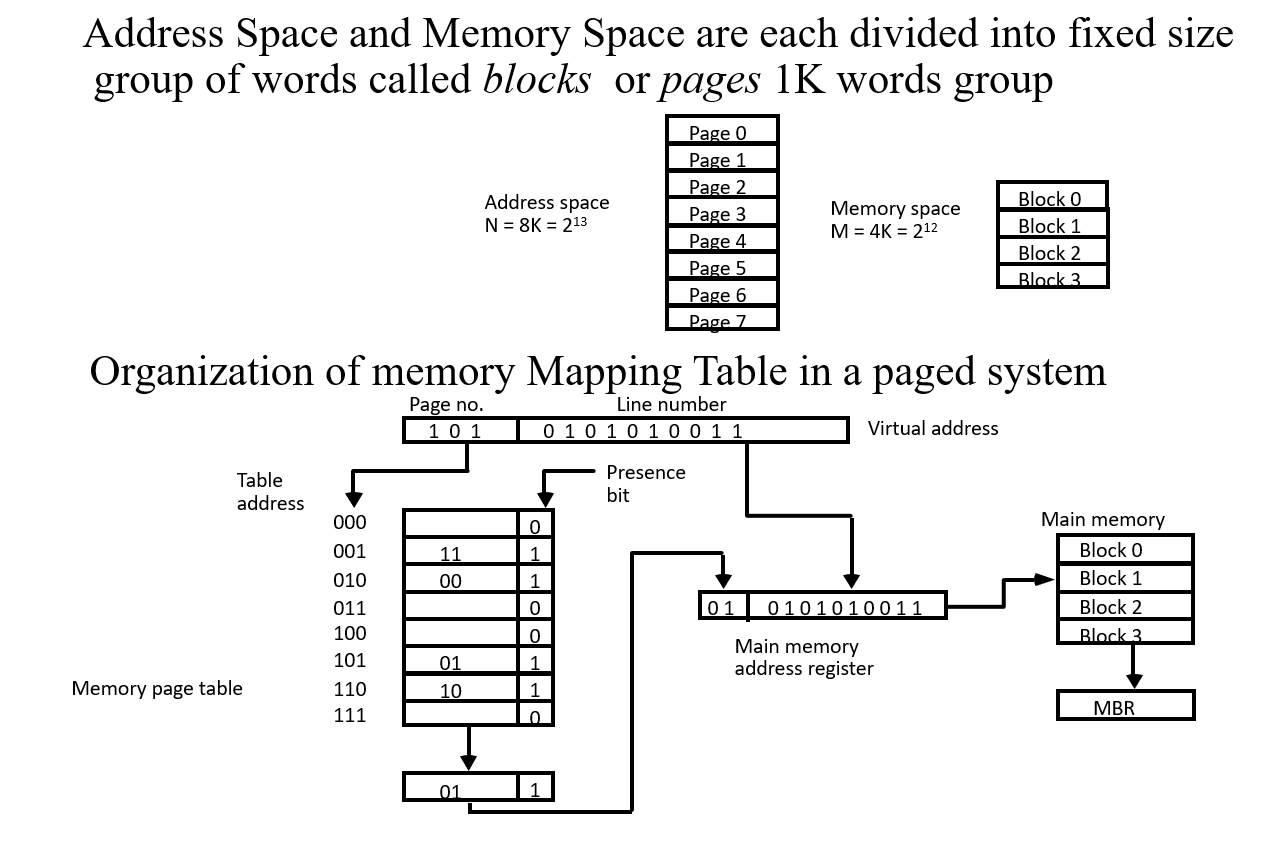 Address Space and Memory Space are each divided into fixed size
group of words called blocks or pages 1K words group
Page 0
Page 1
Page 2
Page 3
Page 4
Page 5
Page 6
Page 7
Address space
N = 8K = 2¹³
Memory space
M = 4K = 2¹²
Block 0
Block 1
Block 2
Block 3
Organization of memory Mapping Table in a paged system
Page no.
Line number
1 0 1
0 1 0 1 0 1 0 0 1 1
Virtual address
Table
address
Presence
bit
000
0
001
11
1
010
00
1
011
0
100
0
101
01
1
110
10
1
111
0
Memory page table
01
1
0 1
0 1 0 1 0 1 0 0 1 1
Main memory
address register
Main memory
Block 0
Block 1
Block 2
Block 3
MBR